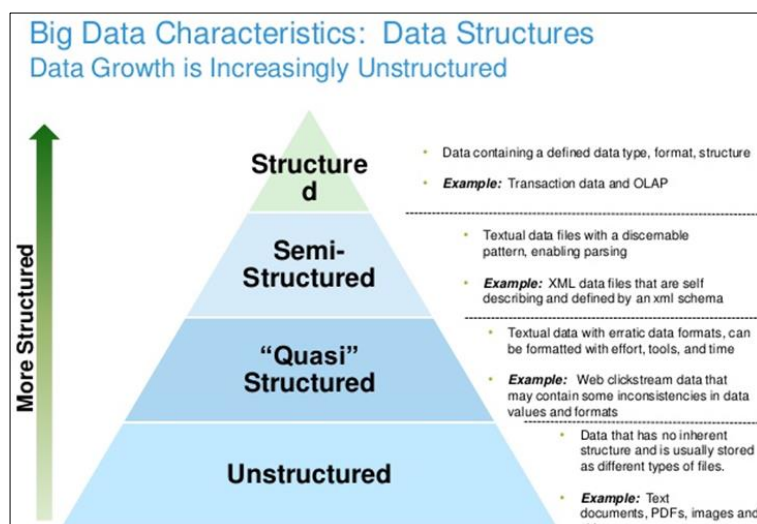 Big Data Characteristics: Data Structures
Data Growth is Increasingly Unstructured
More Structured
Structure
d
• Data containing a defined data type, format, structure
• Example: Transaction data and OLAP
Semi-
Structured
• Textual data files with a discernable
pattern, enabling parsing
• Example: XML data files that are self
describing and defined by an xml schema
“Quasi”
Structured
• Textual data with erratic data formats, can
be formatted with effort, tools, and time
• Example: Web clickstream data that
may contain some inconsistencies in data
values and formats
Unstructured
• Data that has no inherent
structure and is usually stored
as different types of files.
• Example: Text
documents, PDFs, images and